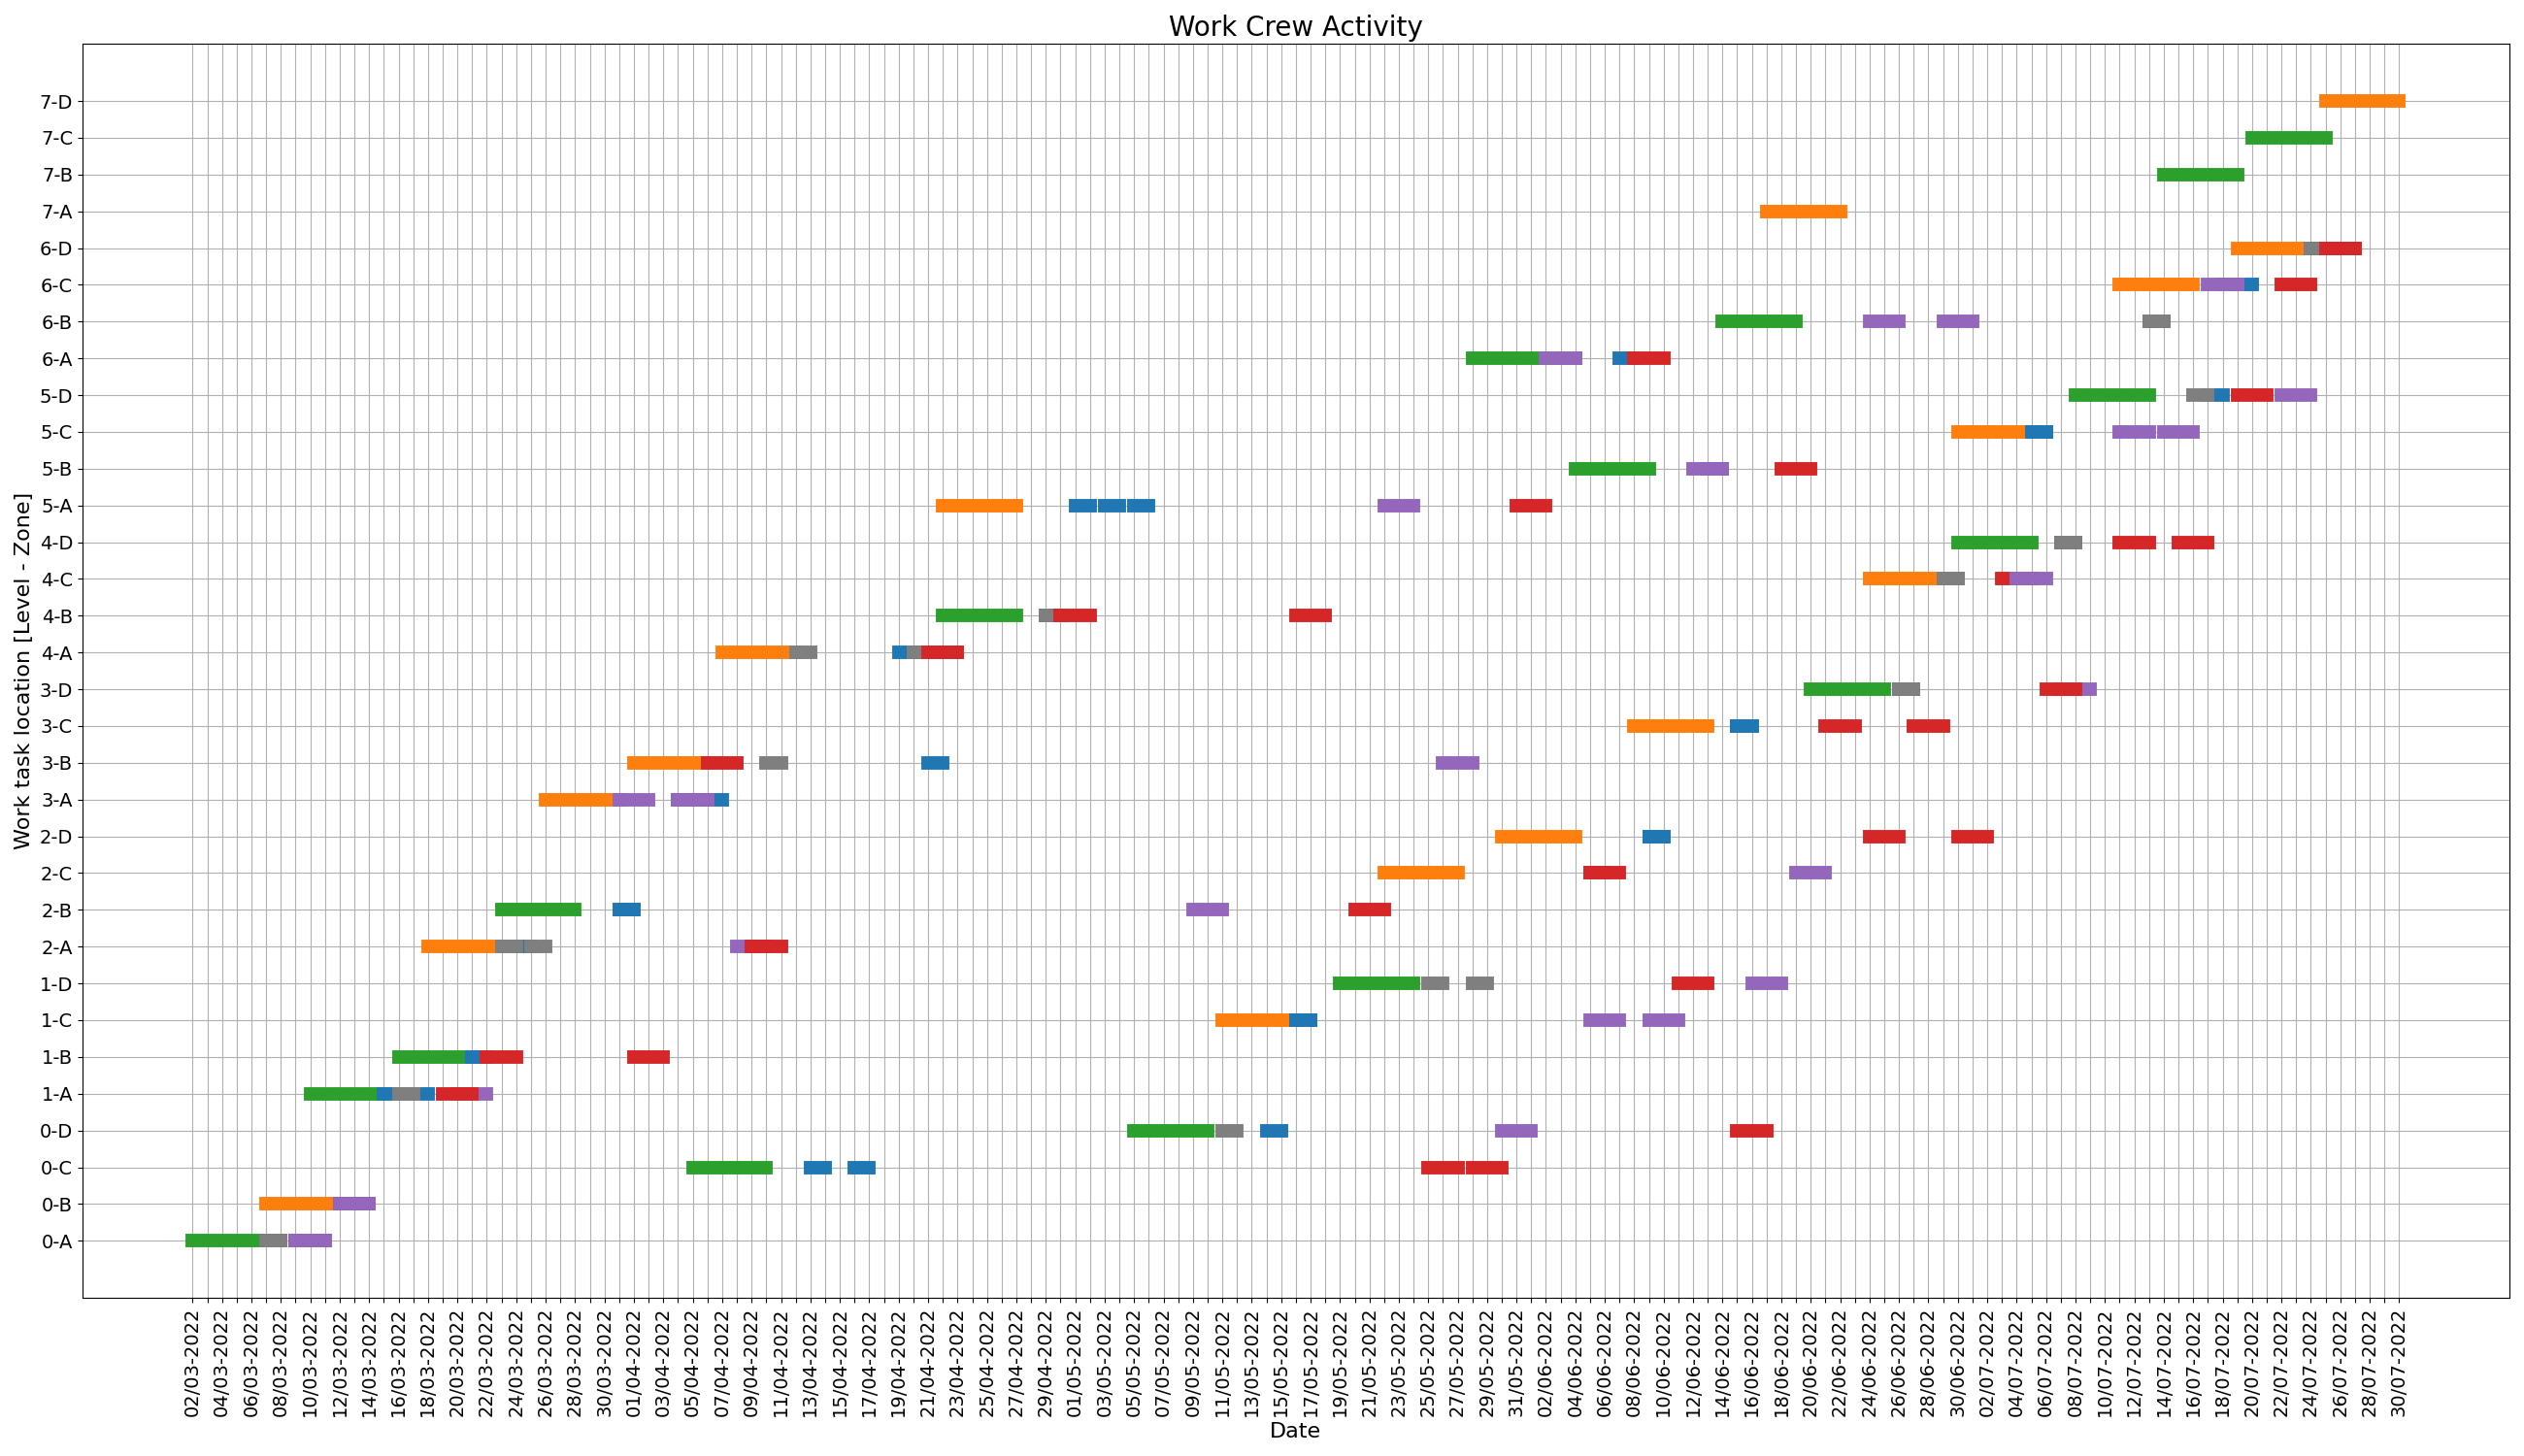 Work Crew Activity
Work task location [Level - Zone]
7-D
7-C
7-B
7-A
6-D
6-C
6-B
6-A
5-D
5-C
5-B
5-A
4-D
4-C
4-B
4-A
3-D
3-C
3-B
3-A
2-D
2-C
2-B
2-A
1-D
1-C
1-B
1-A
0-D
0-C
0-B
0-A
02/03-2022
04/03-2022
06/03-2022
08/03-2022
10/03-2022
12/03-2022
14/03-2022
16/03-2022
18/03-2022
20/03-2022
22/03-2022
24/03-2022
26/03-2022
28/03-2022
30/03-2022
01/04-2022
03/04-2022
05/04-2022
07/04-2022
09/04-2022
11/04-2022
13/04-2022
15/04-2022
17/04-2022
19/04-2022
21/04-2022
23/04-2022
25/04-2022
27/04-2022
29/04-2022
01/05-2022
03/05-2022
05/05-2022
07/05-2022
09/05-2022
11/05-2022
13/05-2022
15/05-2022
17/05-2022
19/05-2022
21/05-2022
23/05-2022
25/05-2022
27/05-2022
29/05-2022
31/05-2022
02/06-2022
04/06-2022
06/06-2022
08/06-2022
10/06-2022
12/06-2022
14/06-2022
16/06-2022
18/06-2022
20/06-2022
22/06-2022
24/06-2022
26/06-2022
28/06-2022
30/06-2022
02/07-2022
04/07-2022
06/07-2022
08/07-2022
10/07-2022
12/07-2022
14/07-2022
16/07-2022
18/07-2022
20/07-2022
22/07-2022
24/07-2022
26/07-2022
28/07-2022
30/07-2022
Date